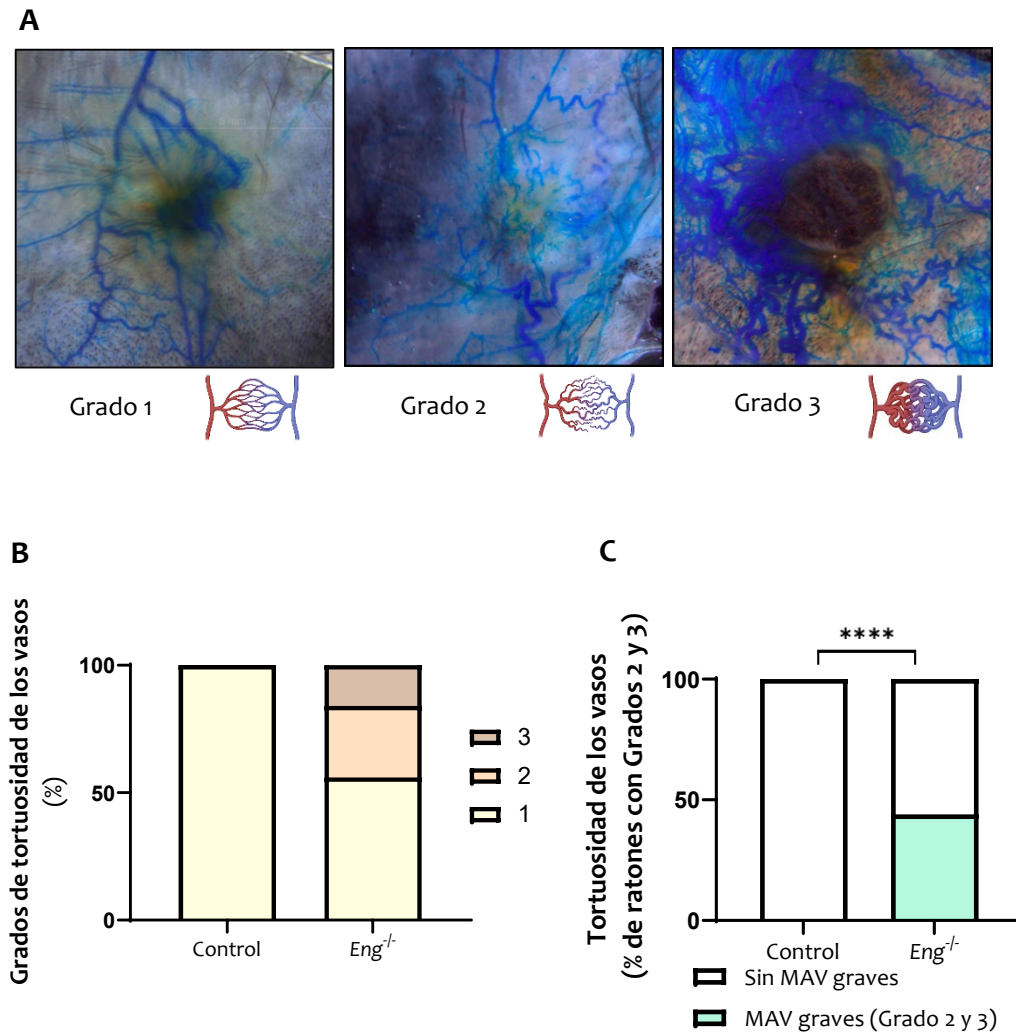 A
5 mm
Grado 1
Grado 2
Grado 3
B
Grados de tortuosidad de los vasos
(%)
100
50
0
Control
Eng-/-
3
2
1
C
Tortuosidad de los vasos
(% de ratones con Grados 2 y 3)
****
100
50
0
Control
Eng-/-
Sin MAV graves
MAV graves (Grado 2 y 3)